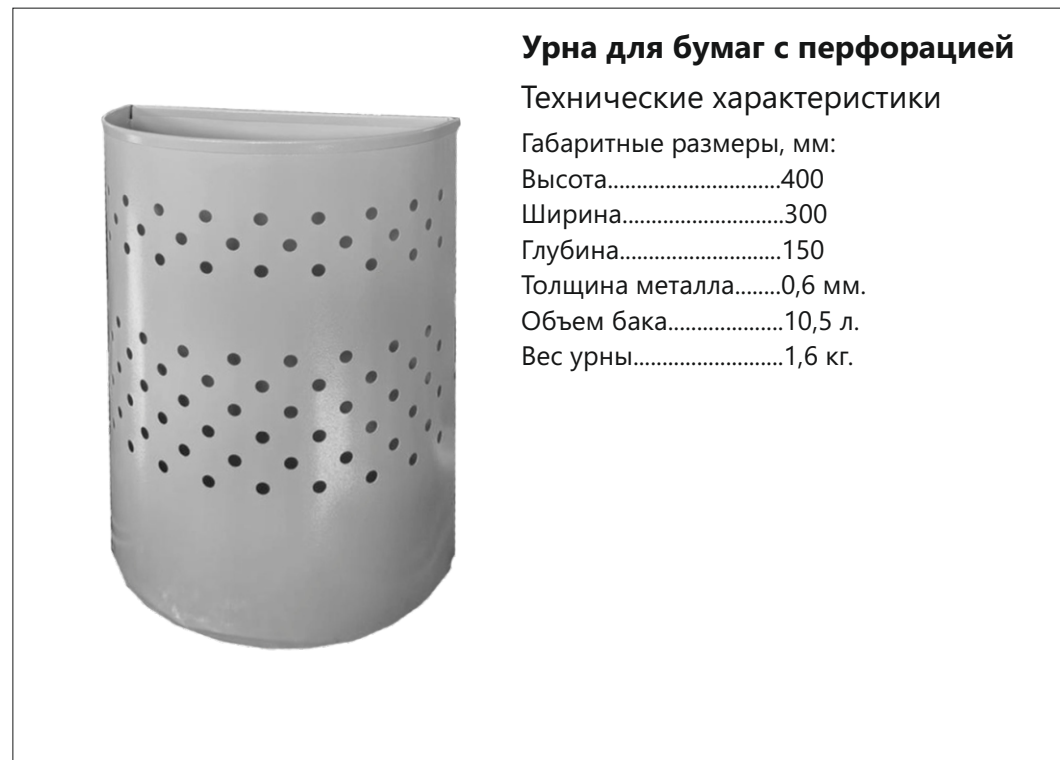 Урна для бумаг с перфорацией
Технические характеристики
Габаритные размеры, мм:
Высота...............................400
Ширина.............................300
Глубина.............................150
Толщина металла........0,6 мм.
Объем бака.....................10,5 л.
Вес урны...........................1,6 кг.